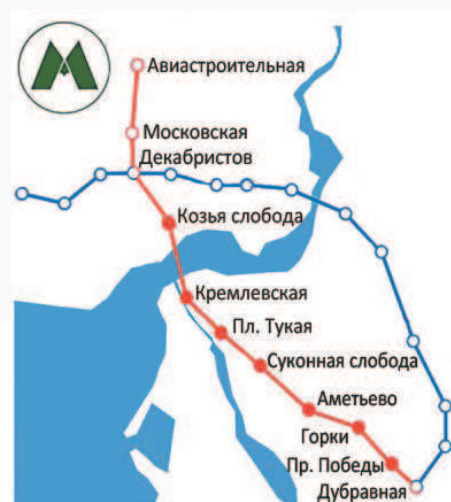 Авиастроительная
Московская
Декабристов
Козья слобода
Кремлевская
Пл. Тукая
Суконная слобода
Аметьево
Горки
Пр. Победы
Дубравная